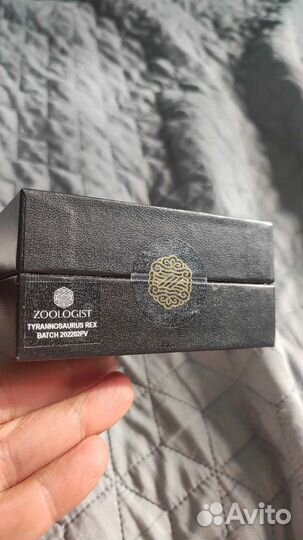 ZOOLOGIST
TYRANNOSAURUS REX
BATCH 202202PV
Avito